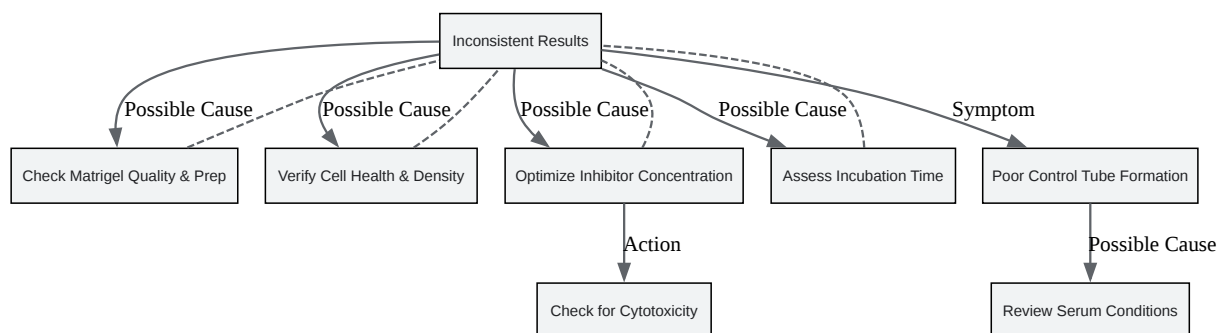 Inconsistent Results
Possible Cause
Possible Cause
Possible Cause
Possible Cause
Symptom
Check Matrigel Quality & Prep
Verify Cell Health & Density
Optimize Inhibitor Concentration
Assess Incubation Time
Poor Control Tube Formation
Action
Possible Cause
Check for Cytotoxicity
Review Serum Conditions